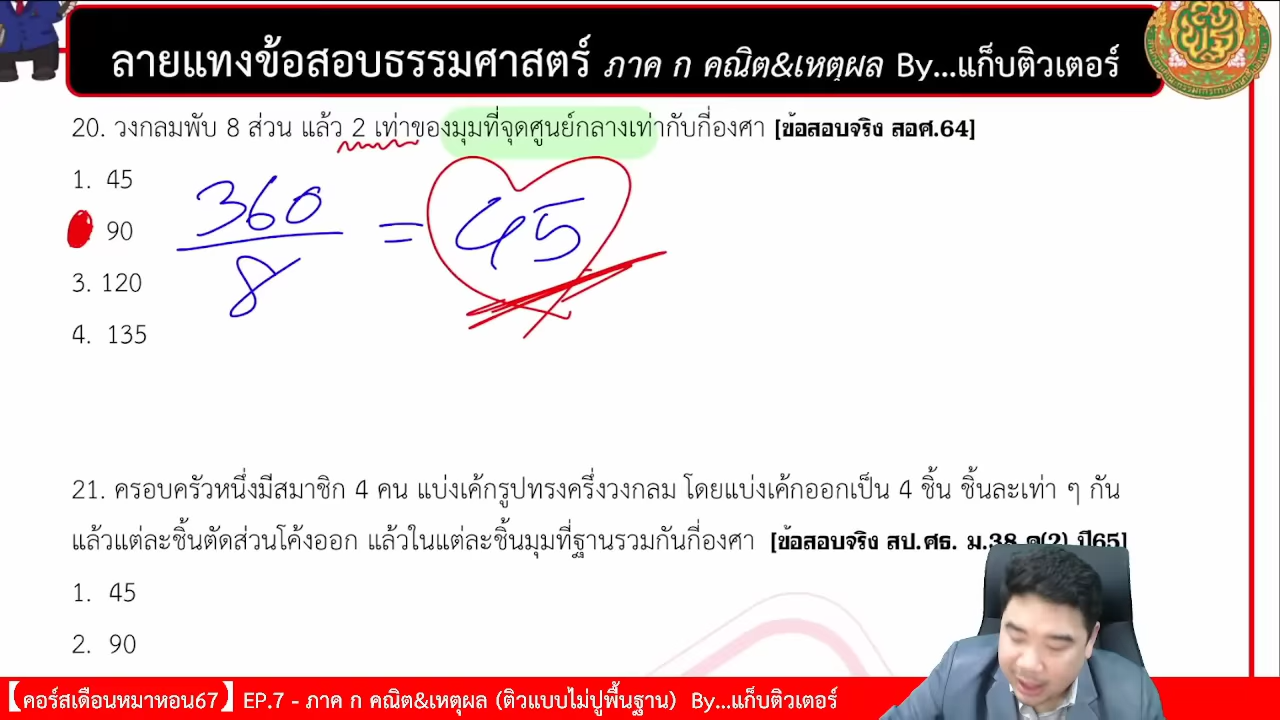 ลายแทงข้อสอบธรรมศาสตร์ ภาค ก คณิต&เหตุผล By...แก็บติวเตอร์
20. วงกลมพับ 8 ส่วน แล้ว 2 เท่าของมุมที่จุดศูนย์กลางเท่ากับกี่องศา [ข้อสอบจริง สอศ.64]
1. 45
90
3. 120
4. 135
360
8
= 45
21. ครอบครัวหนึ่งมีสมาชิก 4 คน แบ่งเค้กรูปทรงครึ่งวงกลม โดยแบ่งเค้กออกเป็น 4 ชิ้น ชิ้นละเท่า ๆ กัน
แล้วแต่ละชิ้นตัดส่วนโค้งออก แล้วในแต่ละชิ้นมุมที่ฐานรวมกันกี่องศา [ข้อสอบจริง สป.ศธ. ม.38 ค(2) ปี65]
1. 45
2. 90
【คอร์สเดือนหมาหอน67】 EP.7 - ภาค ก คณิต&เหตุผล (ติวแบบไม่ปูพื้นฐาน) By...แก็บติวเตอร์